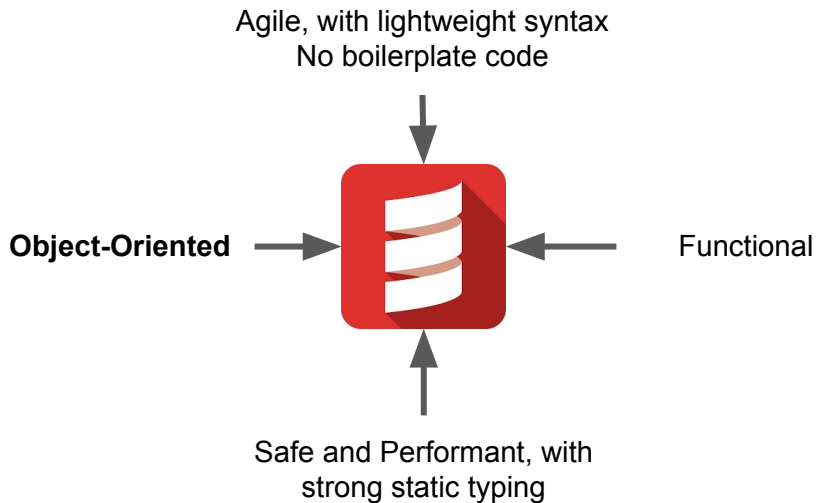 Agile, with lightweight syntax
No boilerplate code
Object-Oriented
Functional
Safe and Performant, with
strong static typing